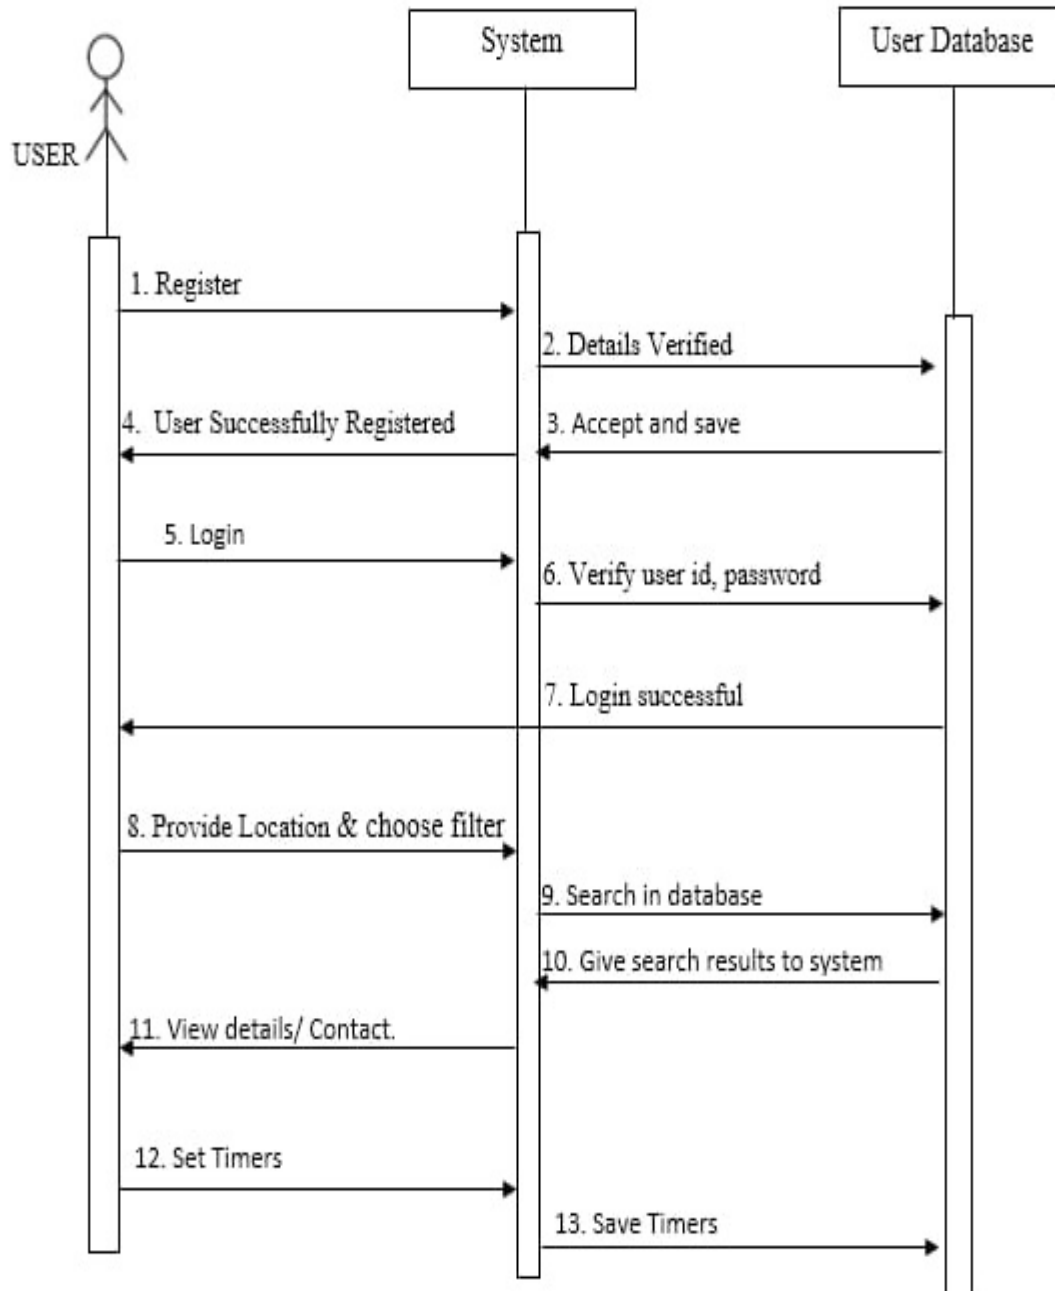 System
User Database
USER
1. Register
2. Details Verified
4. User Successfully Registered
3. Accept and save
5. Login
6. Verify user id, password
7. Login successful
8. Provide Location & choose filter
9. Search in database
10. Give search results to system
11. View details/ Contact.
12. Set Timers
13. Save Timers